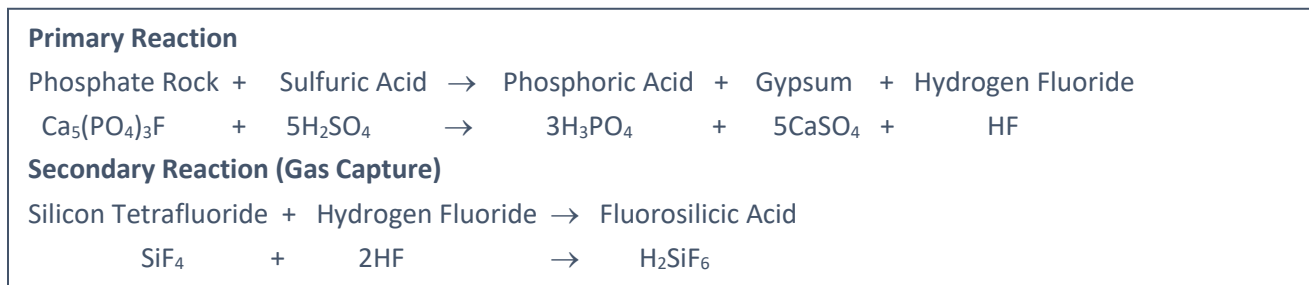 Primary Reaction
Phosphate Rock + Sulfuric Acid → Phosphoric Acid + Gypsum + Hydrogen Fluoride
Ca₅(PO₄)₃F + 5H₂SO₄ → 3H₃PO₄ + 5CaSO₄ + HF
Secondary Reaction (Gas Capture)
Silicon Tetrafluoride + Hydrogen Fluoride → Fluorosilicic Acid
SiF₄ + 2HF → H₂SiF₆